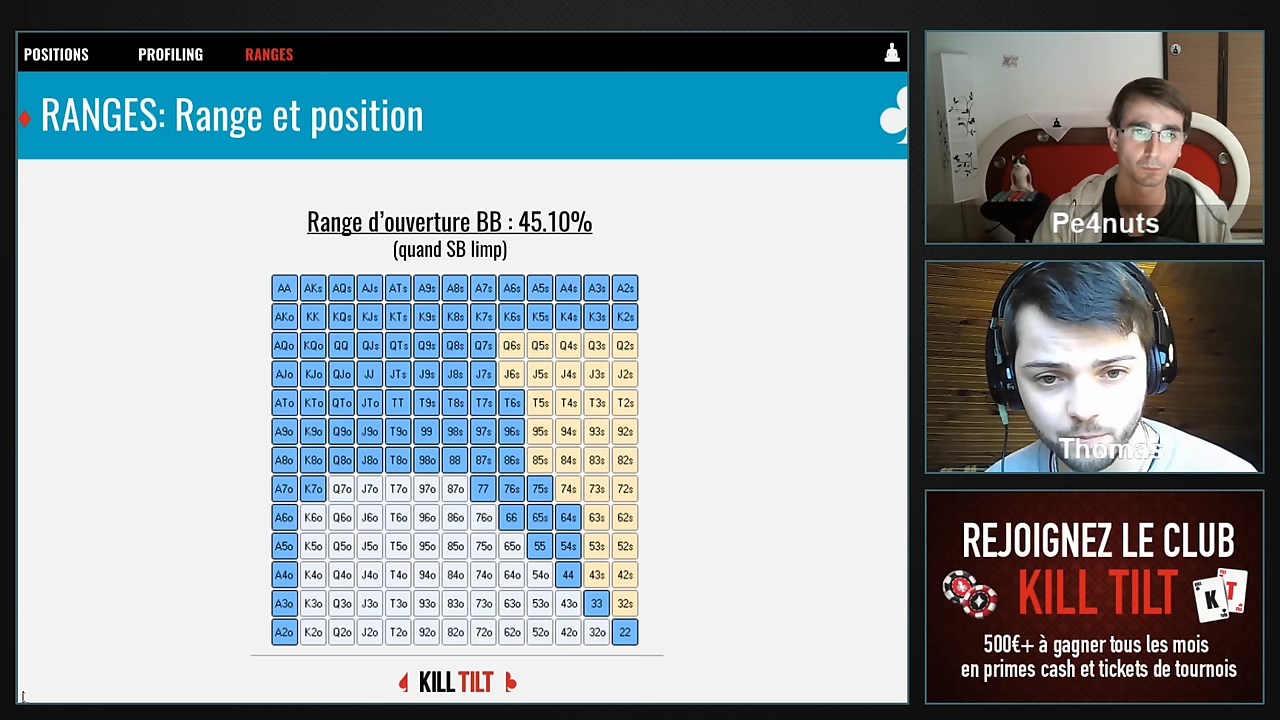 POSITIONS PROFILING RANGES
RANGES: Range et position
Range d'ouverture BB : 45.10%
(quand SB limp)
AA AKs AQs AJs ATs A9s A8s A7s A6s A5s A4s A3s A2s
AKo KK KQs KJs KTs K9s K8s K7s K6s K5s K4s K3s K2s
AQo KQo QQ QJs QTs Q9s Q8s Q7s Q6s Q5s Q4s Q3s Q2s
AJo KJo QJo JJ JTs J9s J8s J7s J6s J5s J4s J3s J2s
ATo KTo QTo JTo TT T9s T8s T7s T6s T5s T4s T3s T2s
A9o K9o Q9o J9o T9o 99 98s 97s 96s 95s 94s 93s 92s
A8o K8o Q8o J8o T8o 98o 88 87s 86s 85s 84s 83s 82s
A7o K7o Q7o J7o T7o 97o 87o 77 76s 75s 74s 73s 72s
A6o K6o Q6o J6o T6o 96o 86o 76o 66 65s 64s 63s 62s
A5o K5o Q5o J5o T5o 95o 85o 75o 65o 55 54s 53s 52s
A4o K4o Q4o J4o T4o 94o 84o 74o 64o 54o 44 43s 42s
A3o K3o Q3o J3o T3o 93o 83o 73o 63o 53o 43o 33 32s
A2o K2o Q2o J2o T2o 92o 82o 72o 62o 52o 42o 32o 22
KILL TILT
Pe4nuts
Thomas
REJOIGNEZ LE CLUB
KILL TILT
K T
500€+ à gagner tous les mois
en primes cash et tickets de tournois